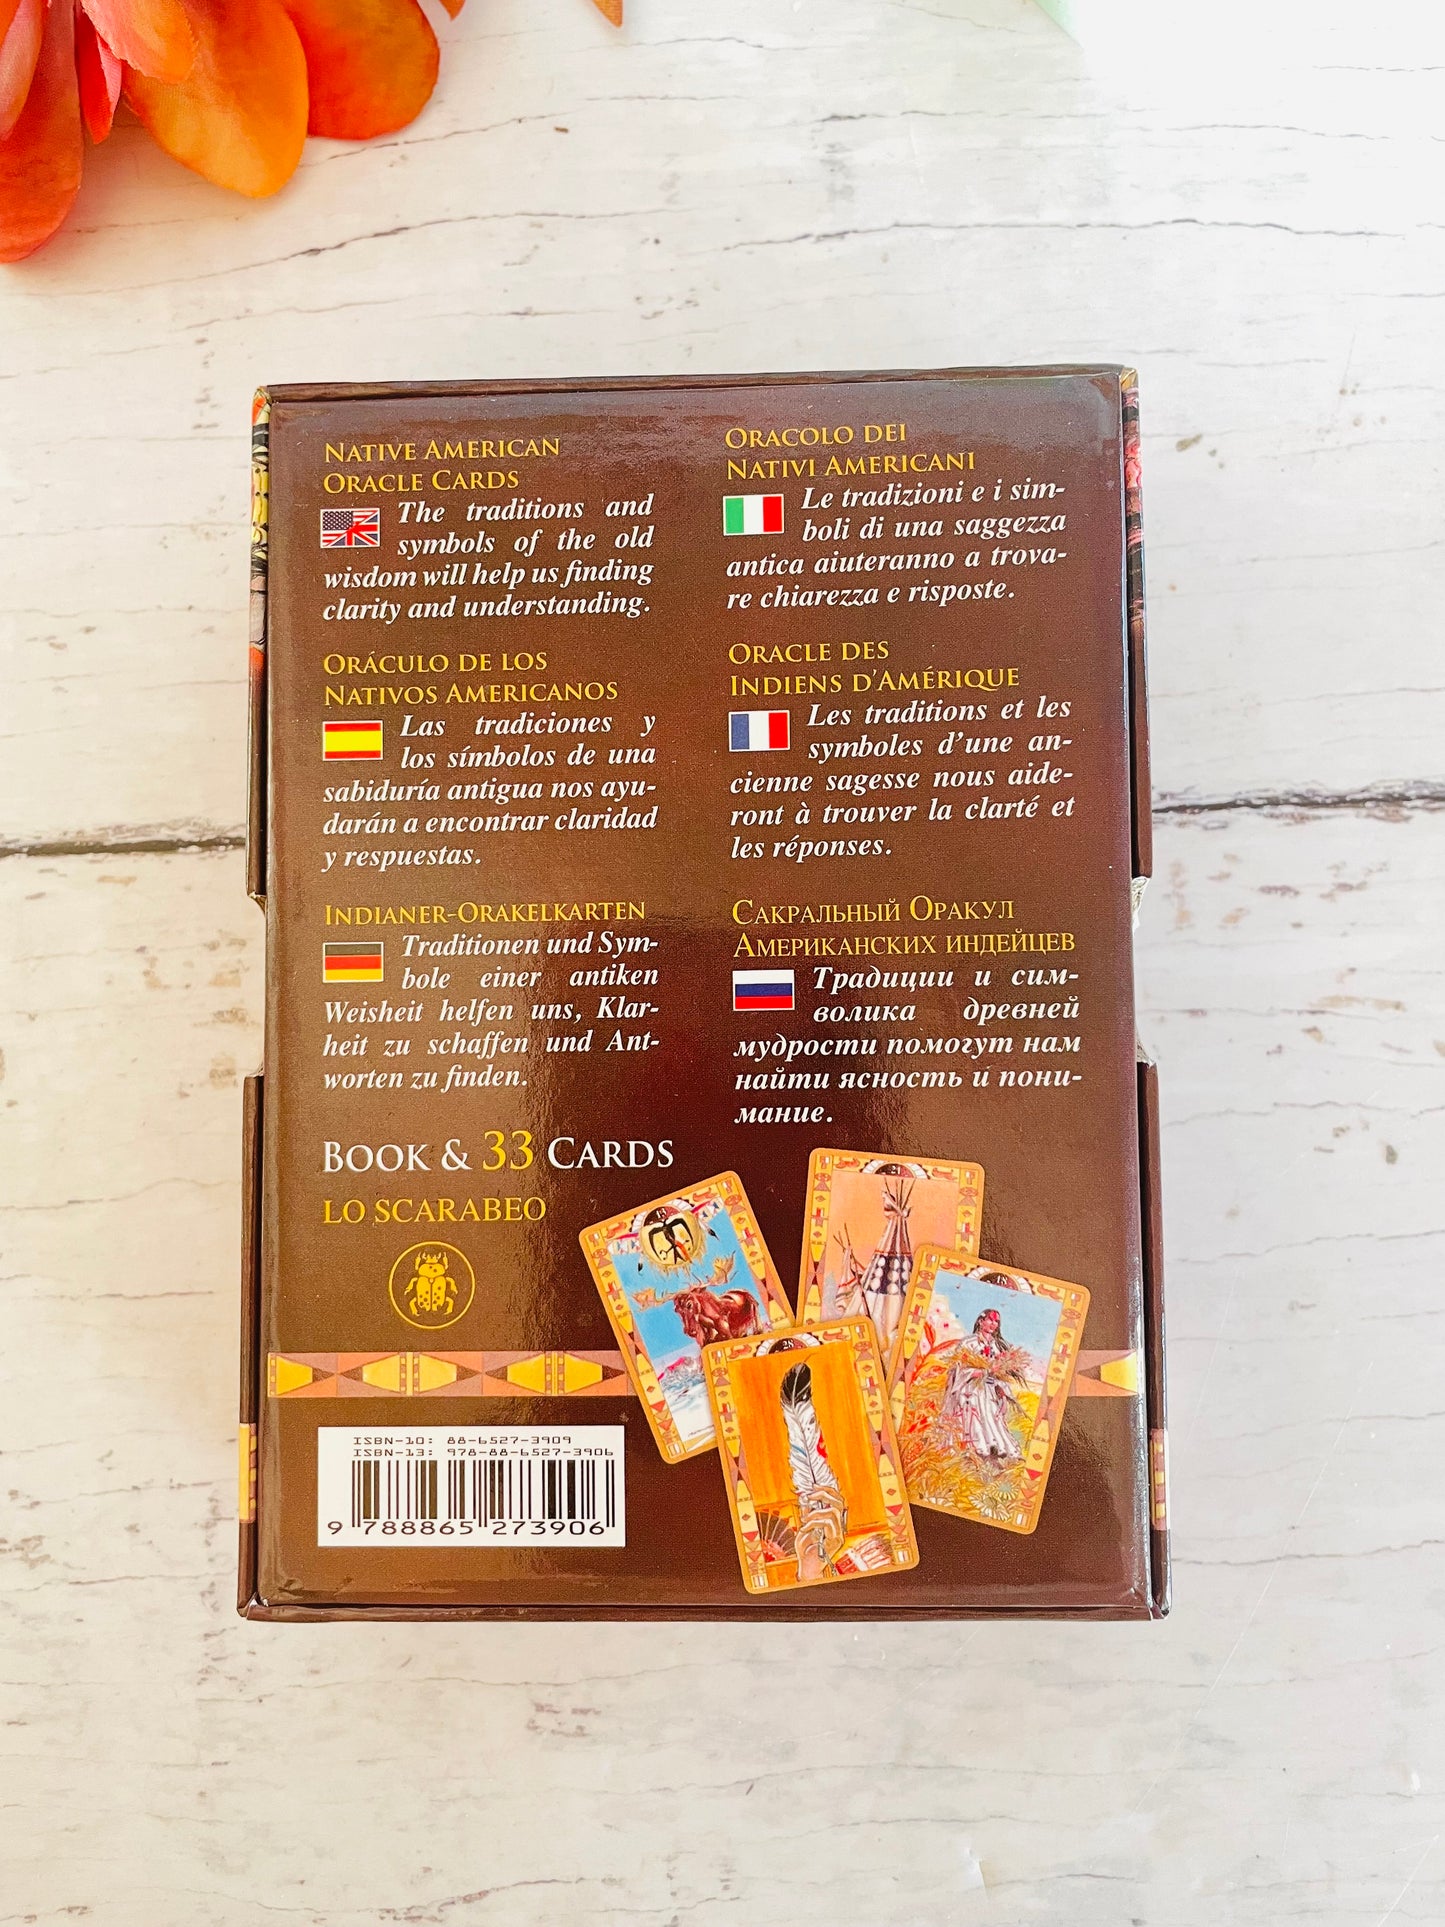 NATIVE AMERICAN
ORACLE CARDS
The traditions and
symbols of the old
wisdom will help us finding
clarity and understanding.
ORÁCULO DE LOS
NATIVOS AMERICANOS
Las tradiciones y
los símbolos de una
sabiduría antigua nos ayu-
darán a encontrar claridad
y respuestas.
INDIANER-ORAKELKARTEN
Traditionen und Sym-
bole einer antiken
Weisheit helfen uns, Klar-
heit zu schaffen und Ant-
worten zu finden.
ORACOLO DEI
NATIVI AMERICANI
Le tradizioni e i sim-
boli di una saggezza
antica aiuteranno a trova-
re chiarezza e risposte.
ORACLE DES
INDIENS D'AMÉRIQUE
Les traditions et les
symboles d'une an-
cienne sagesse nous aide-
ront à trouver la clarté et
les réponses.
САКРАЛЬНЫЙ ОРАКУЛ
АМЕРИКАНСКИХ ИНДЕЙЦЕВ
Традиции и сим-
волика древней
мудрости помогут нам
найти ясность и пони-
мание.
BOOK & 33 CARDS
LO SCARABEO
13
21
18
28
ISBN-10: 88-6527-3909
ISBN-13: 978-88-6527-3906
9 788865 273906